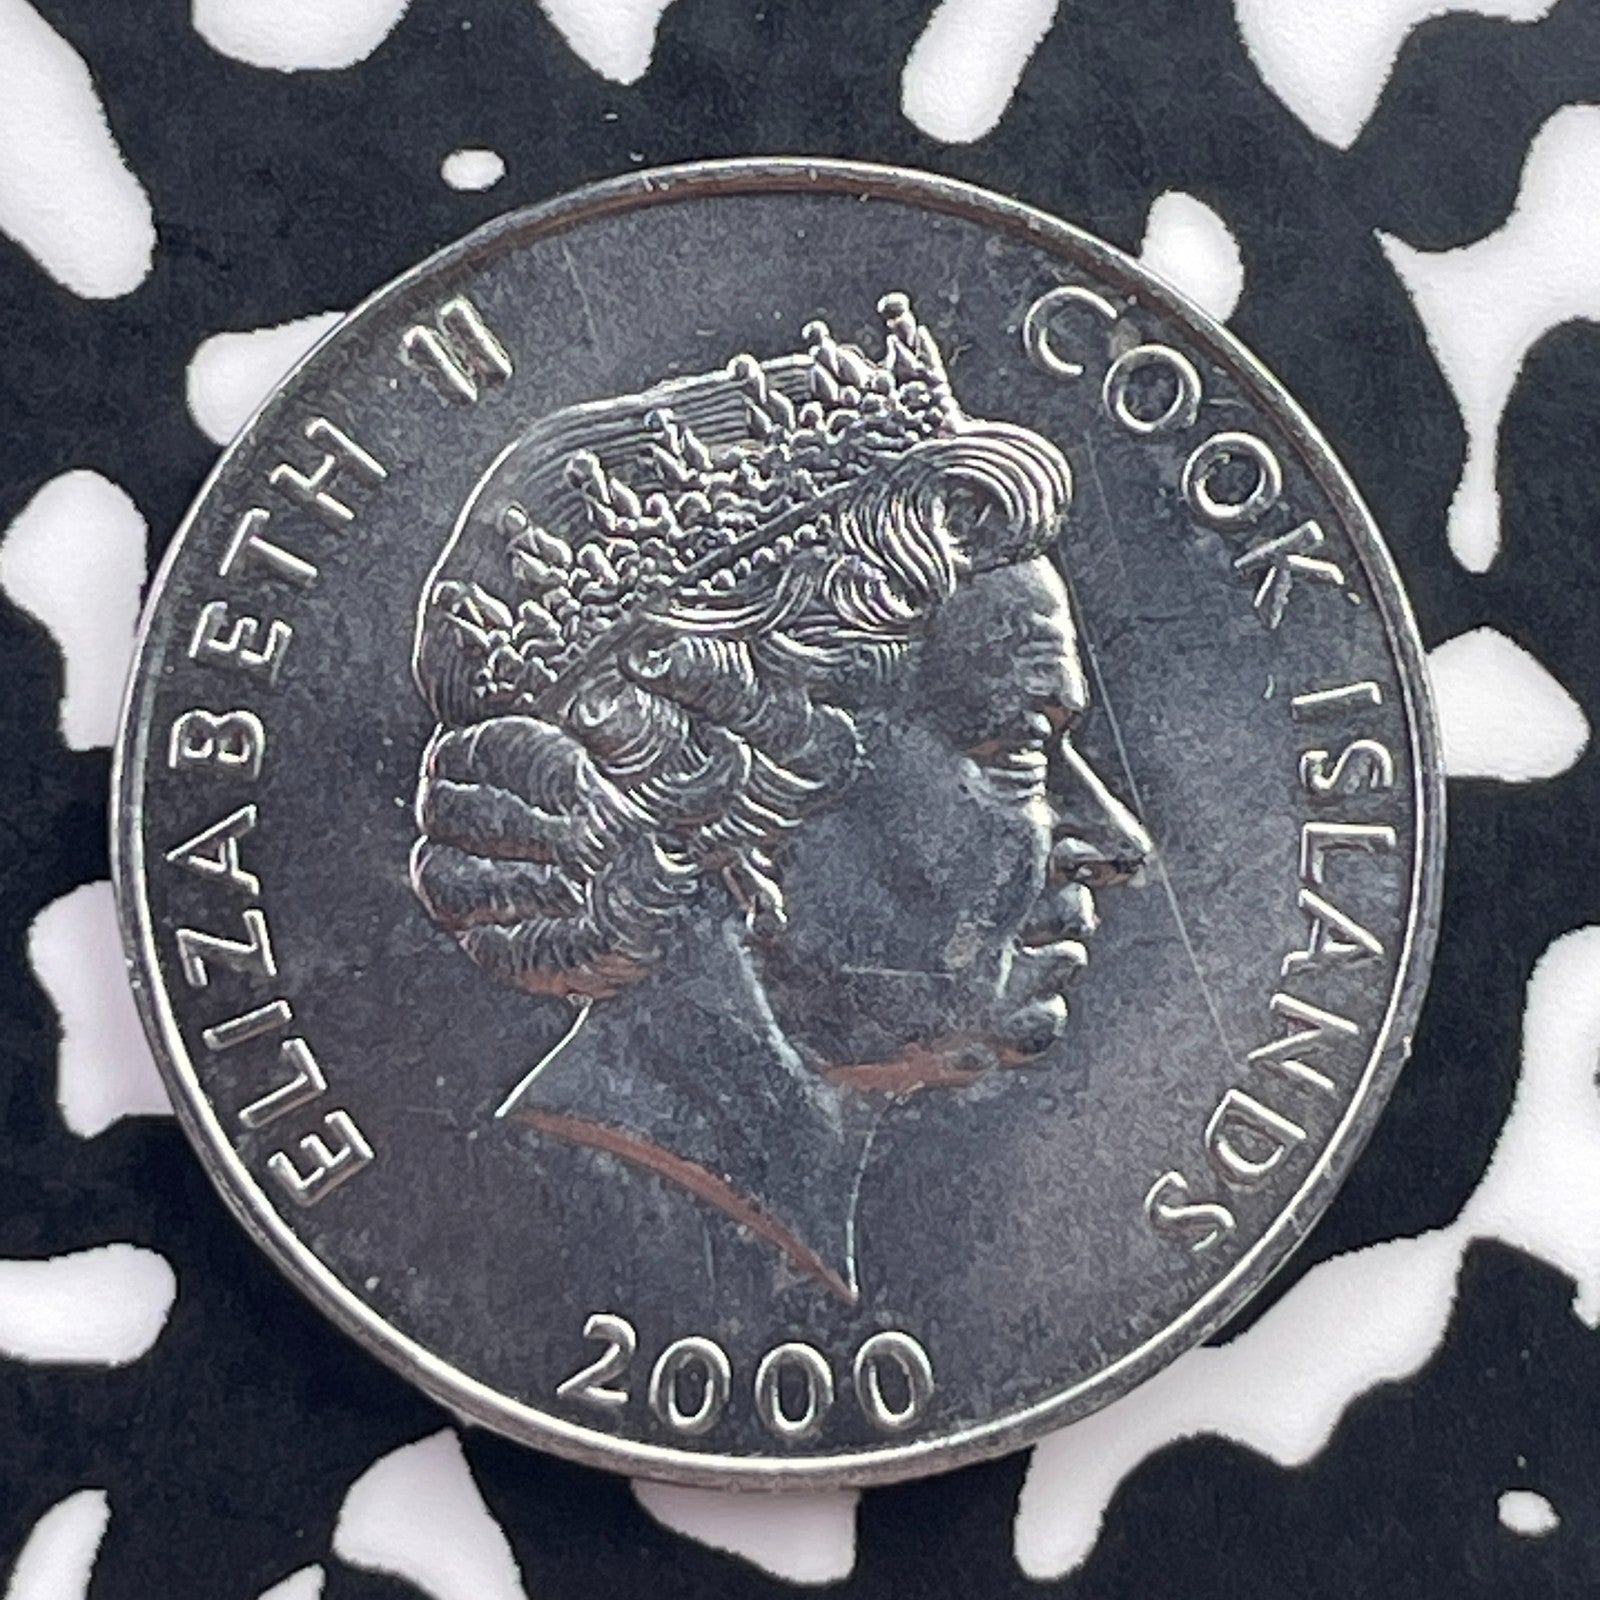 ELIZABETH II
COOK ISLANDS
2000